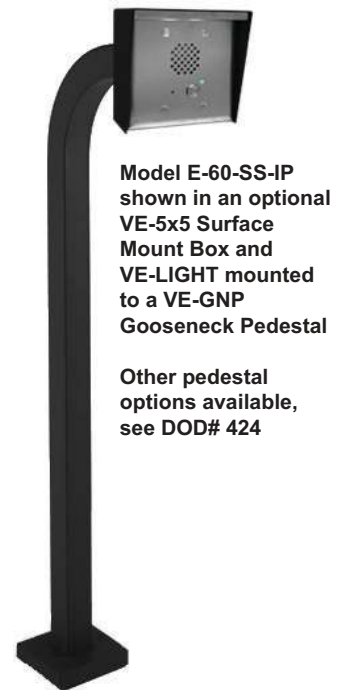 Model E-60-SS-IP
shown in an optional
VE-5x5 Surface
Mount Box and
VE-LIGHT mounted
to a VE-GNP
Gooseneck Pedestal
Other pedestal
options available,
see DOD# 424